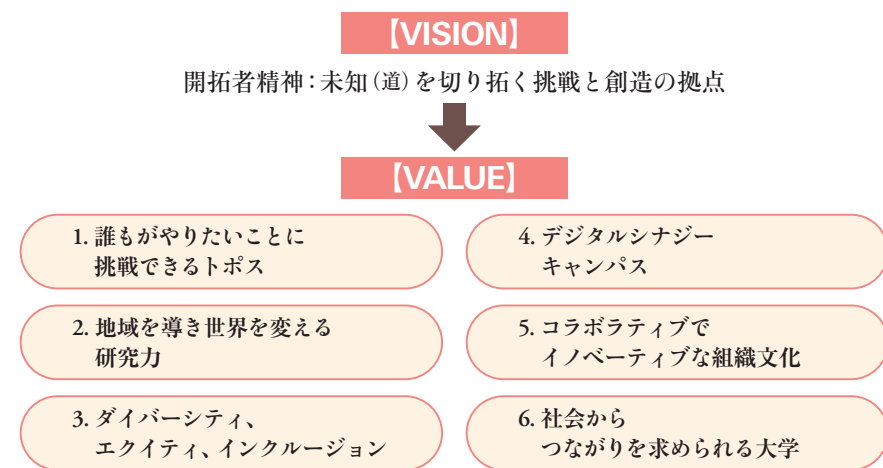 【VISION】
開拓者精神：未知（道）を切り拓く挑戦と創造の拠点
【VALUE】
1. 誰もがやりたいことに
挑戦できるトポス
2. 地域を導き世界を変える
研究力
3. ダイバーシティ、
エクイティ、インクルージョン
4. デジタルシナジー
キャンパス
5. コラボラティブで
イノベーティブな組織文化
6. 社会から
つながりを求められる大学